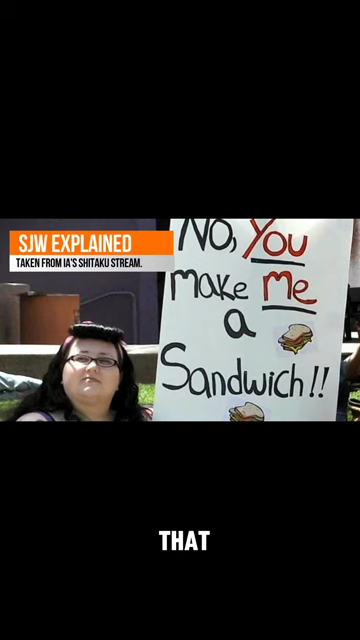 SJW EXPLAINED
TAKEN FROM IA'S SHITAKU STREAM.
No, You
make Me
a
Sandwich!!
THAT